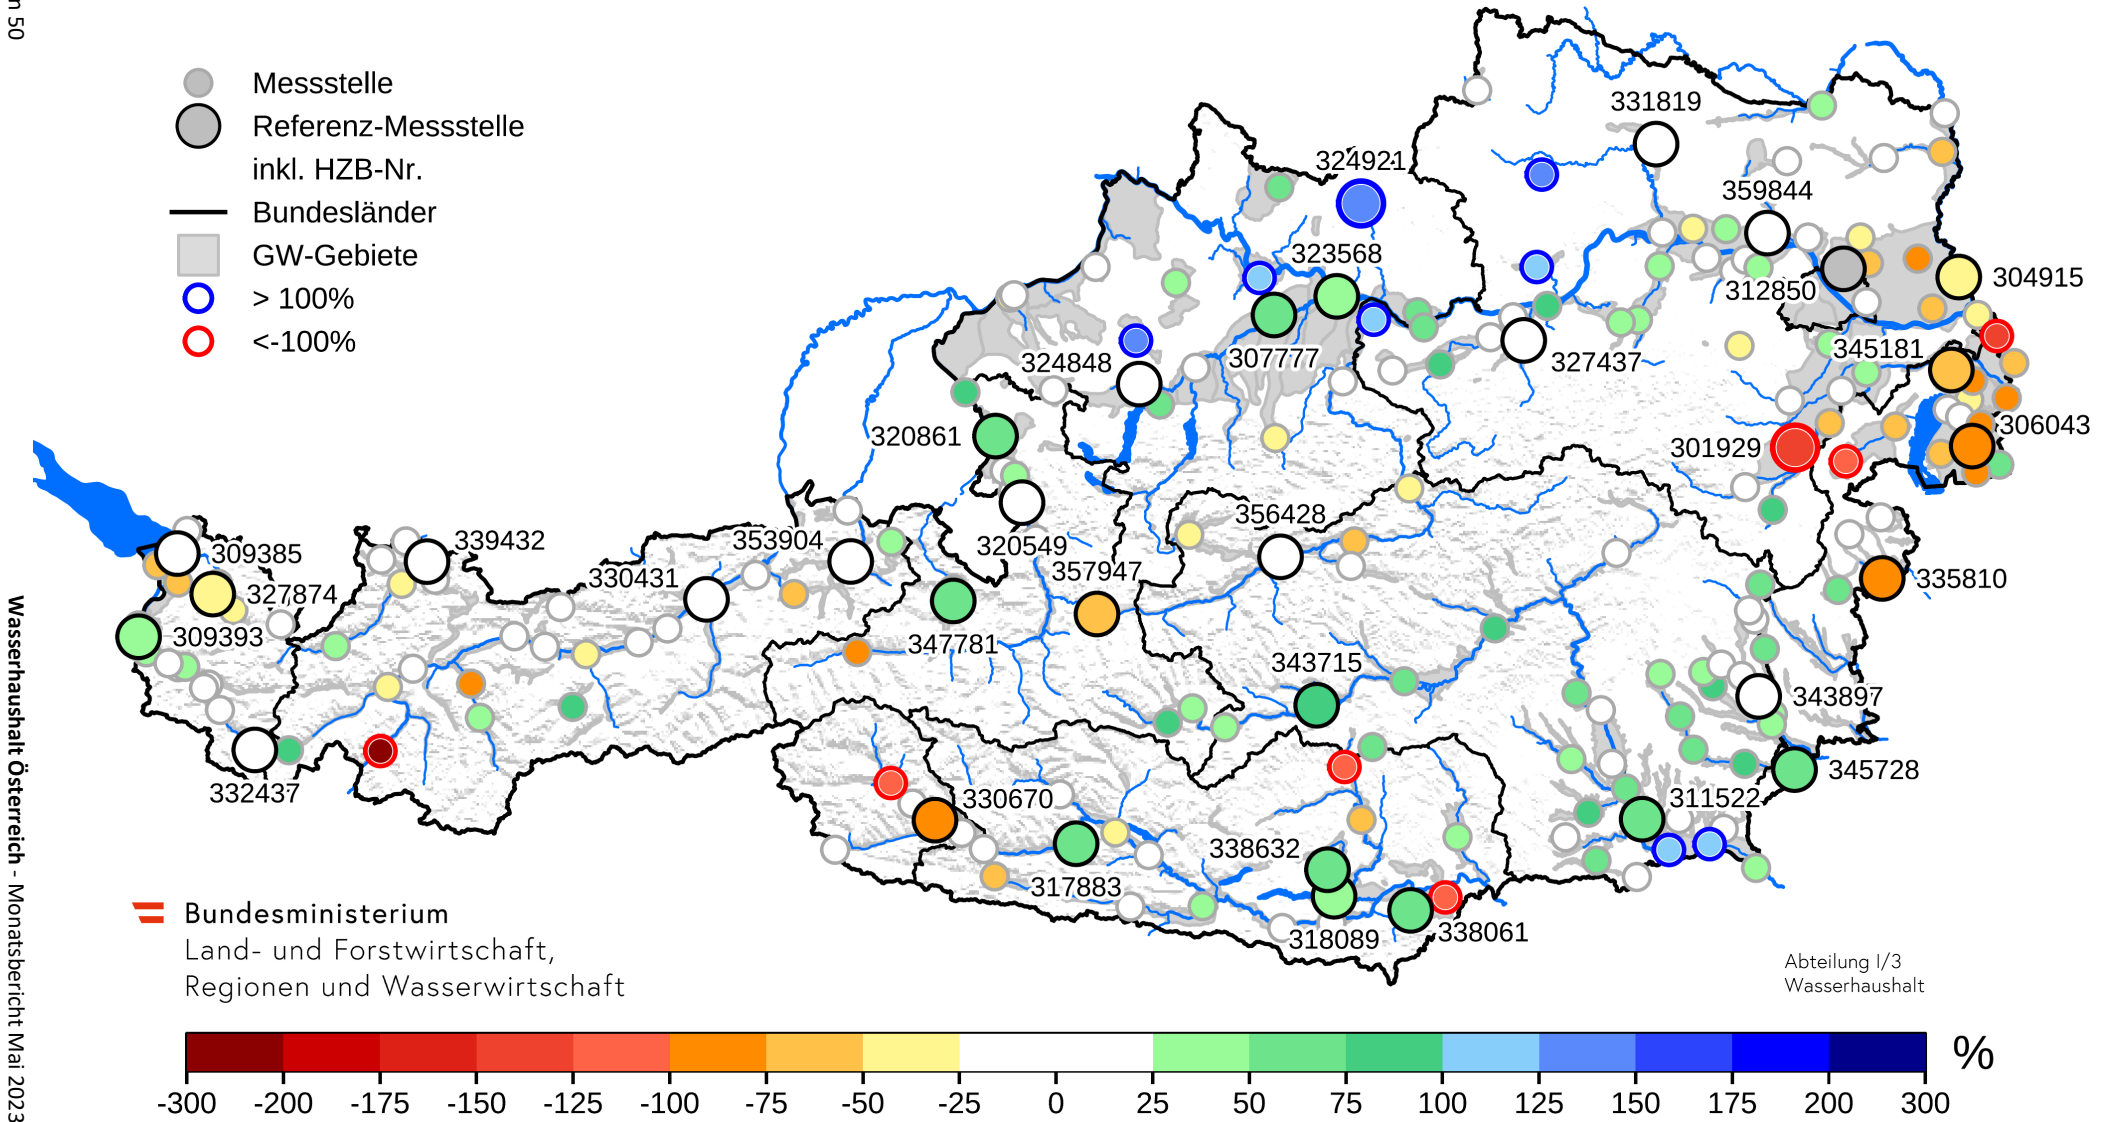 n 50
Wasserhaushalt Österreich - Monatsbericht Mai 2023
Messstelle
Referenz-Messstelle
inkl. HZB-Nr.
Bundesländer
GW-Gebiete
> 100%
<-100%
331819
324921
359844
323568
304915
312850
307777
327437
345181
324848
320861
306043
301929
356428
320549
357947
353904
339432
309385
330431
327874
335810
309393
347781
343715
343897
332437
345728
330670
311522
338632
317883
318089
338061
Bundesministerium
Land- und Forstwirtschaft,
Regionen und Wasserwirtschaft
Abteilung I/3
Wasserhaushalt
%
-300 -200 -175 -150 -125 -100 -75 -50 -25 0 25 50 75 100 125 150 175 200 300